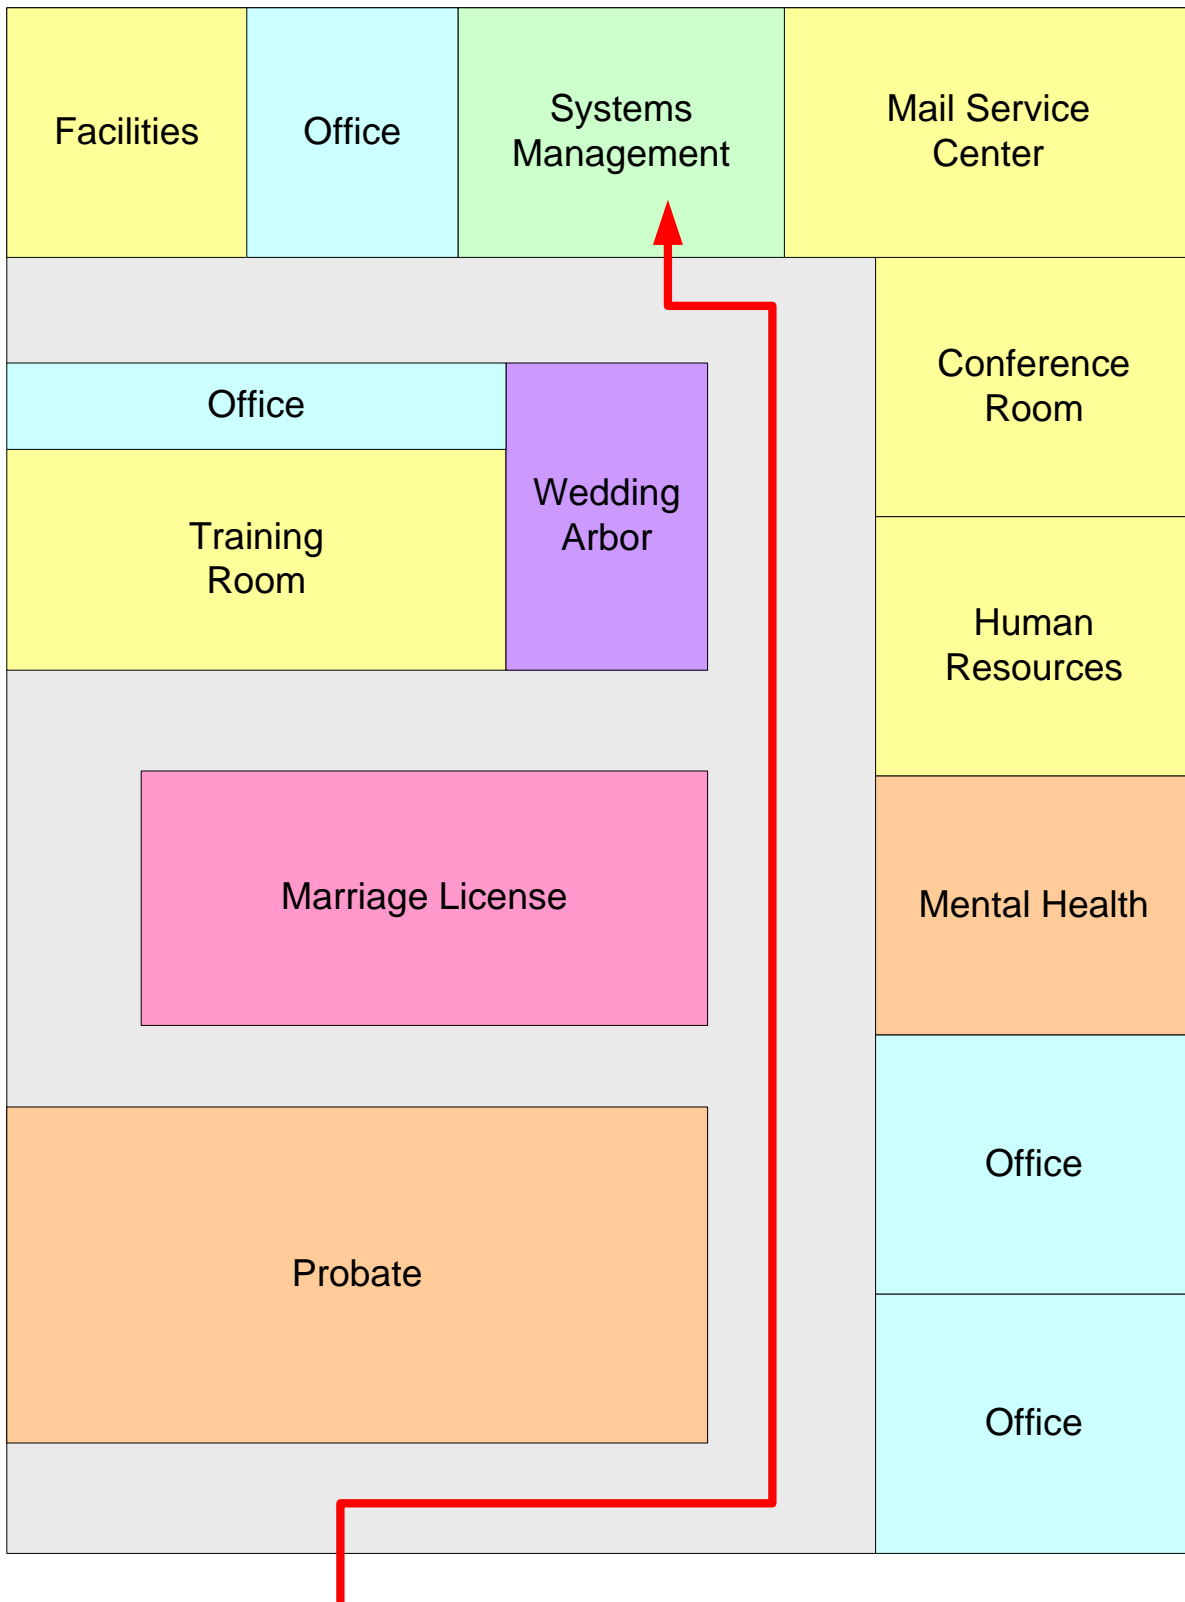 Facilities
Office
Systems
Management
Mail Service
Center
Conference
Room
Office
Wedding
Arbor
Training
Room
Human
Resources
Marriage License
Mental Health
Office
Probate
Office